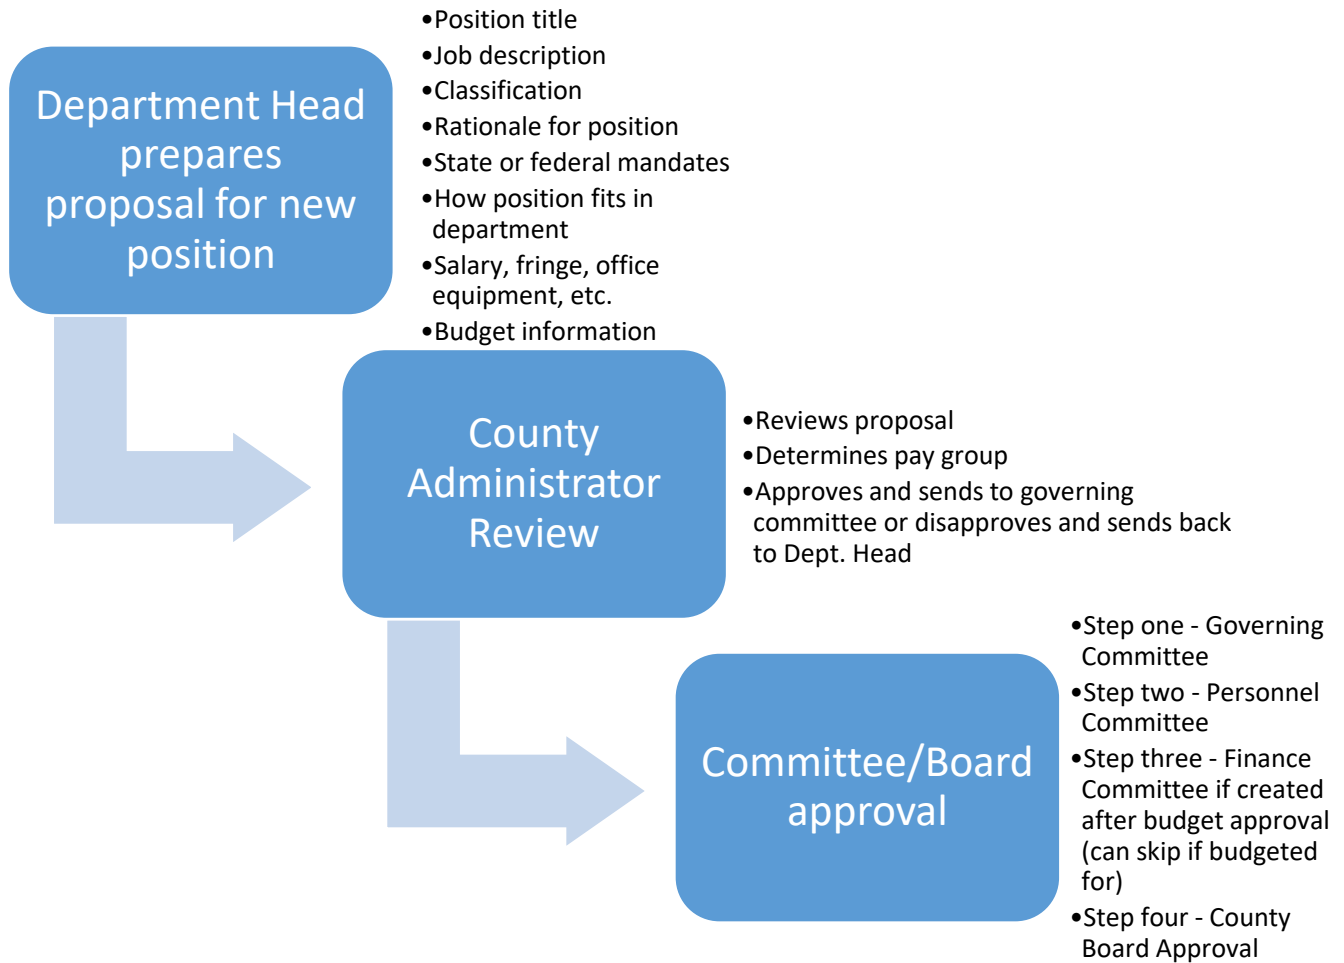 Department Head
prepares
proposal for new
position
•Position title
•Job description
•Classification
•Rationale for position
•State or federal mandates
•How position fits in
department
•Salary, fringe, office
equipment, etc.
•Budget information
County
Administrator
Review
•Reviews proposal
•Determines pay group
•Approves and sends to governing
committee or disapproves and sends back
to Dept. Head
Committee/Board
approval
•Step one - Governing
Committee
•Step two - Personnel
Committee
•Step three - Finance
Committee if created
after budget approval
(can skip if budgeted
for)
•Step four - County
Board Approval